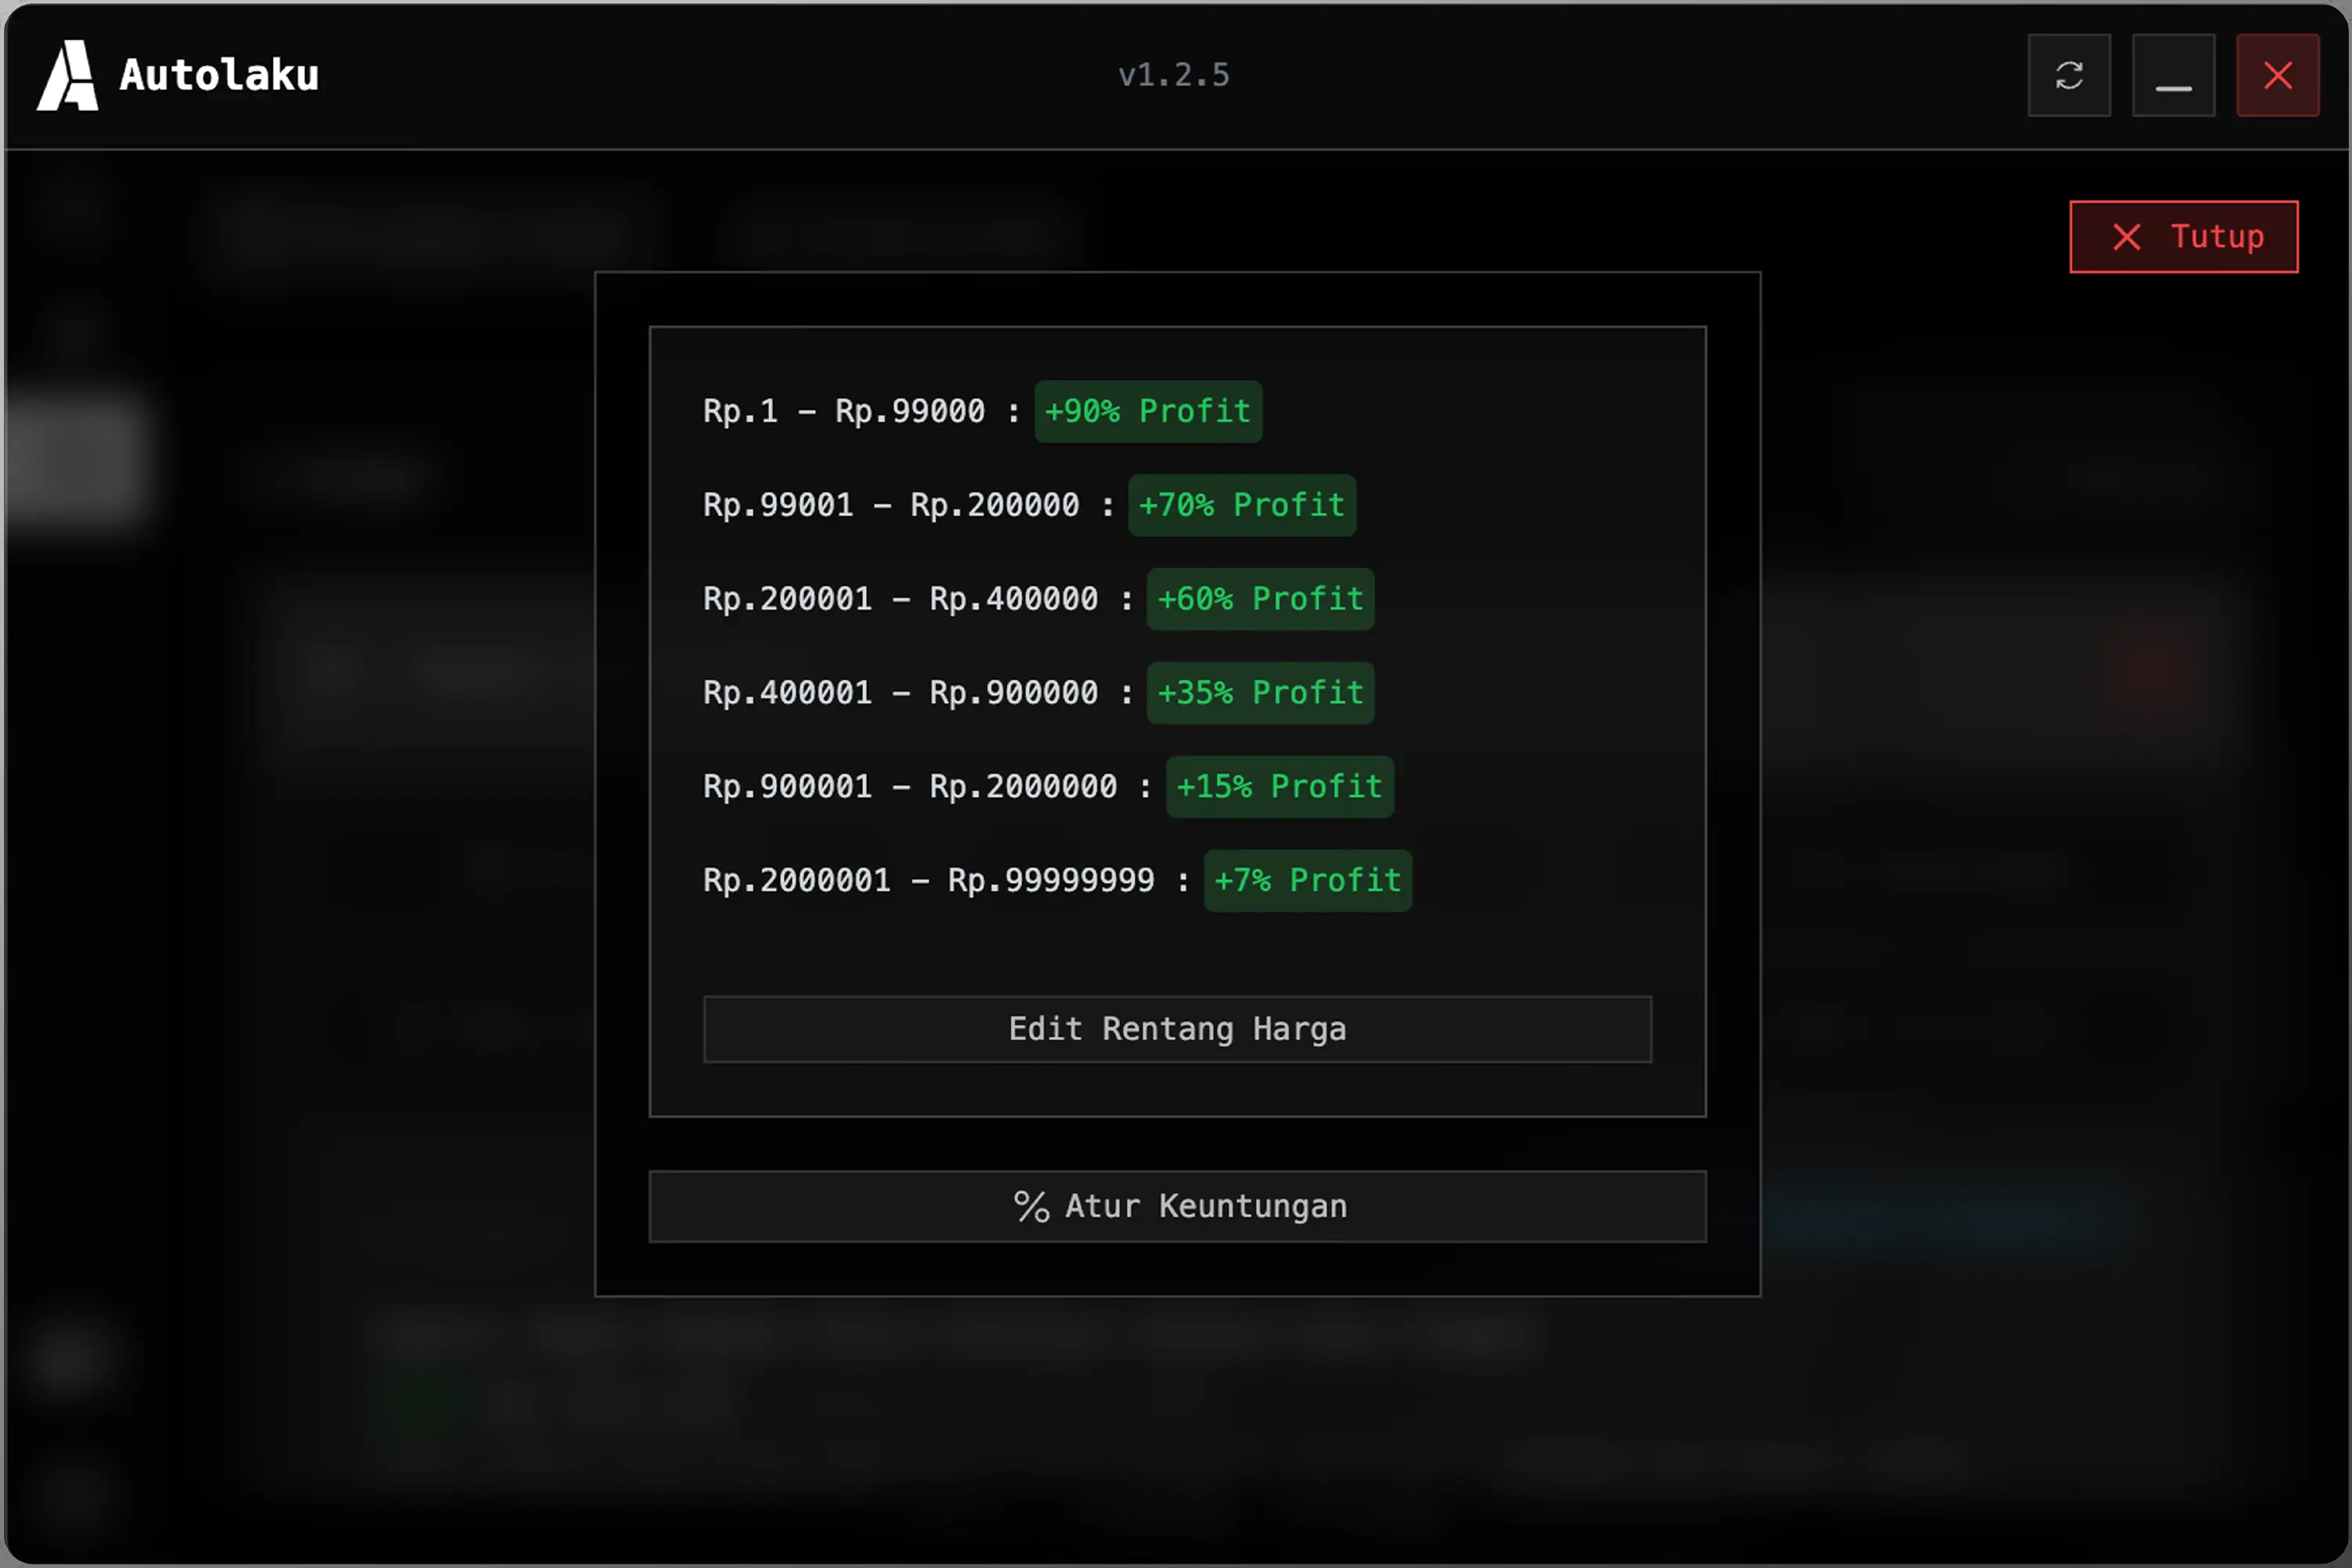 Autolaku
v1.2.5
Tutup
Rp.1 – Rp.99000 : +90% Profit
Rp.99001 – Rp.200000 : +70% Profit
Rp.200001 – Rp.400000 : +60% Profit
Rp.400001 – Rp.900000 : +35% Profit
Rp.900001 – Rp.2000000 : +15% Profit
Rp.2000001 – Rp.99999999 : +7% Profit
Edit Rentang Harga
% Atur Keuntungan